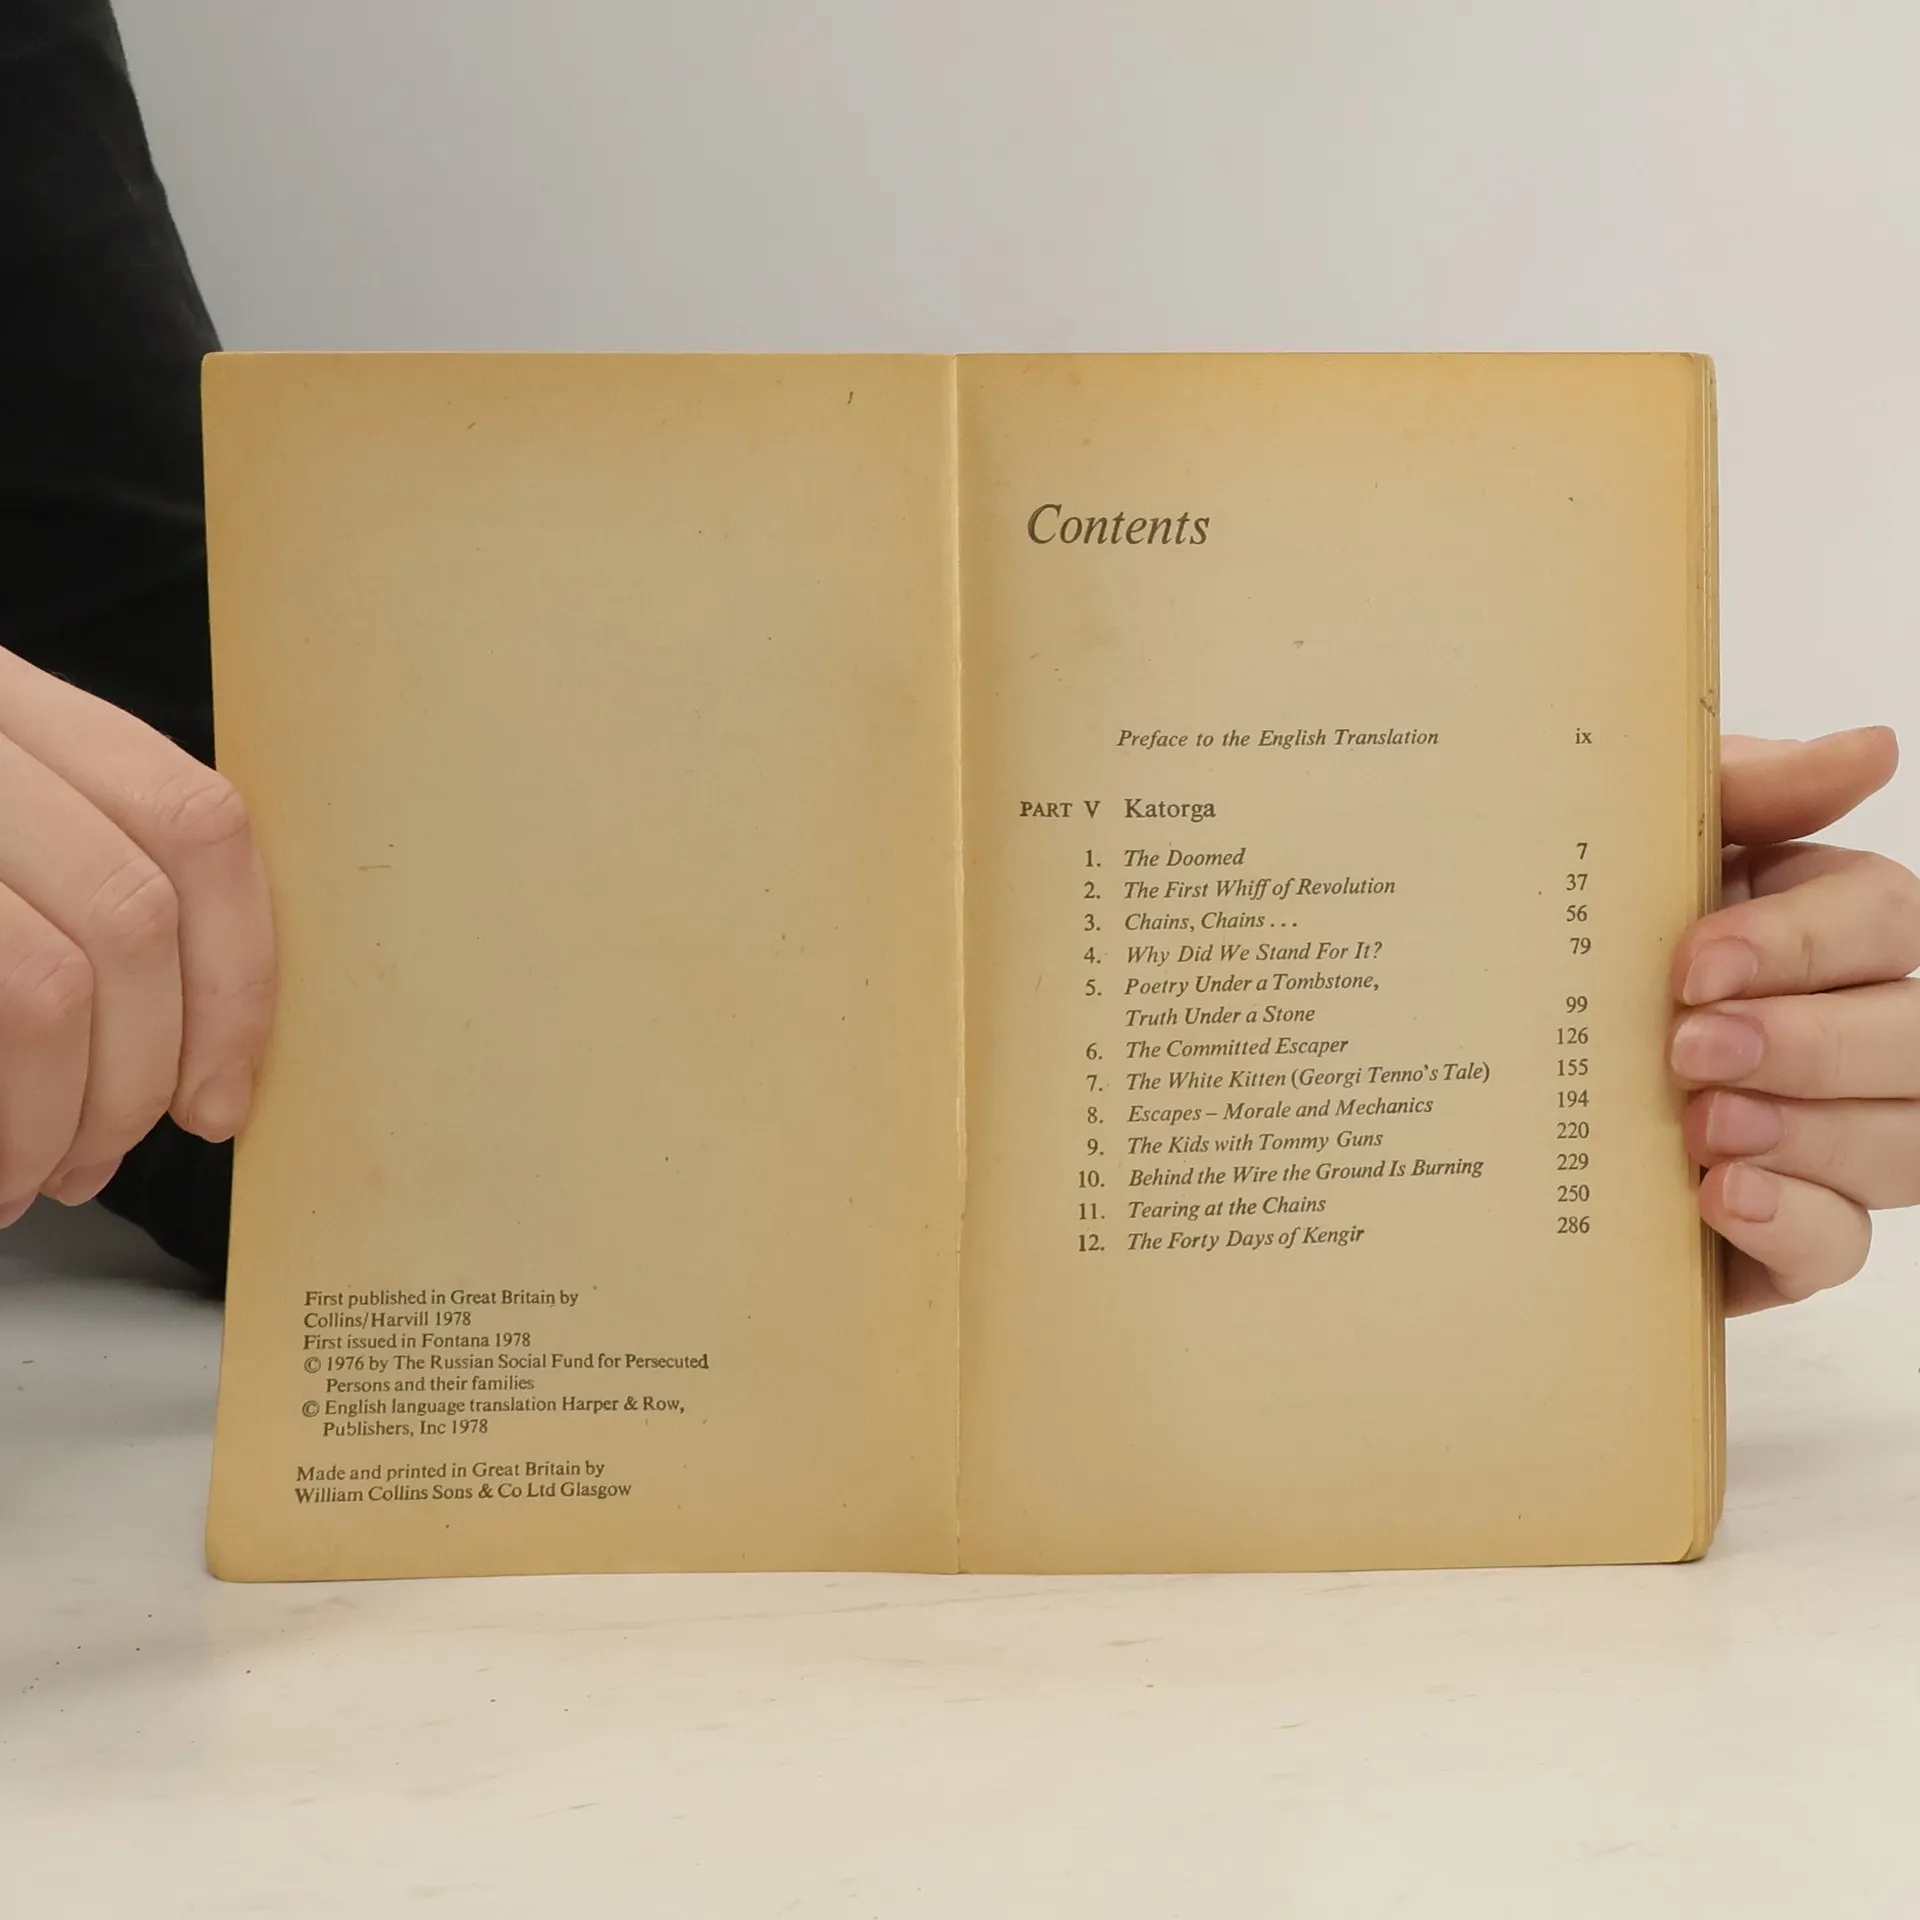 First published in Great Britain by
Collins/Harvill 1978
First issued in Fontana 1978
© 1976 by The Russian Social Fund for Persecuted
Persons and their families
© English language translation Harper & Row,
Publishers, Inc 1978
Made and printed in Great Britain by
William Collins Sons & Co Ltd Glasgow
Contents
Preface to the English Translation ix
PART V Katorga
1. The Doomed 7
2. The First Whiff of Revolution 37
3. Chains, Chains . . . 56
4. Why Did We Stand For It? 79
5. Poetry Under a Tombstone,
Truth Under a Stone 99
6. The Committed Escaper 126
7. The White Kitten (Georgi Tenno's Tale) 155
8. Escapes – Morale and Mechanics 194
9. The Kids with Tommy Guns 220
10. Behind the Wire the Ground Is Burning 229
11. Tearing at the Chains 250
12. The Forty Days of Kengir 286